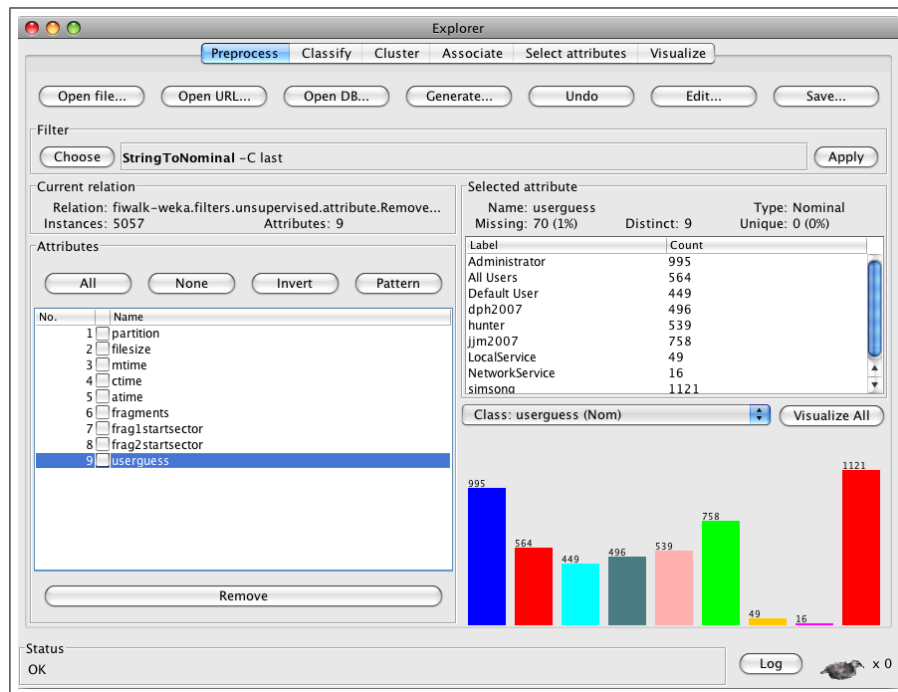 Explorer
Preprocess Classify Cluster Associate Select attributes Visualize
Open file... Open URL... Open DB... Generate... Undo Edit... Save...
Filter
Choose StringToNominal -C last Apply
Current relation
Relation: fiwalk-weka.filters.unsupervised.attribute.Remove...
Instances: 5057 Attributes: 9
Attributes
All None Invert Pattern
No. Name
1 partition
2 filesize
3 mtime
4 ctime
5 atime
6 fragments
7 frag1startsector
8 frag2startsector
9 userguess
Remove
Selected attribute
Name: userguess Type: Nominal
Missing: 70 (1%) Distinct: 9 Unique: 0 (0%)
Label Count
Administrator 995
All Users 564
Default User 449
dph2007 496
hunter 539
jjm2007 758
LocalService 49
NetworkService 16
simsong 1121
Class: userguess (Nom) Visualize All
995 564 449 496 539 758 49 16 1121
Status
OK
Log x 0